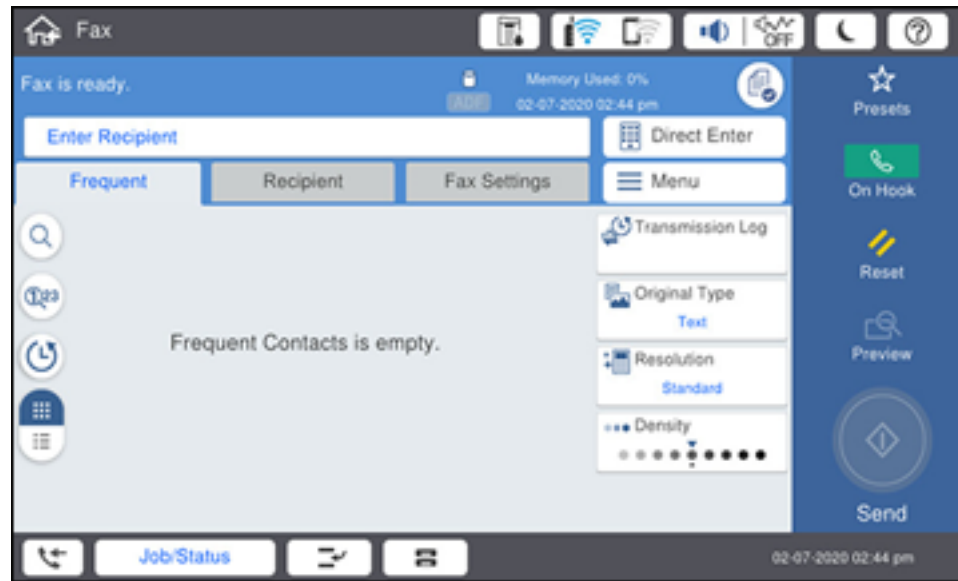 Fax
OFF
Fax is ready.
Memory Used: 0%
ADF
02-07-2020 02:44 pm
Presets
Enter Recipient
Direct Enter
Frequent
Recipient
Fax Settings
Menu
On Hook
Transmission Log
Reset
123
Original Type
Text
Frequent Contacts is empty.
Resolution
Standard
Preview
Density
Send
Job/Status
02-07-2020 02:44 pm